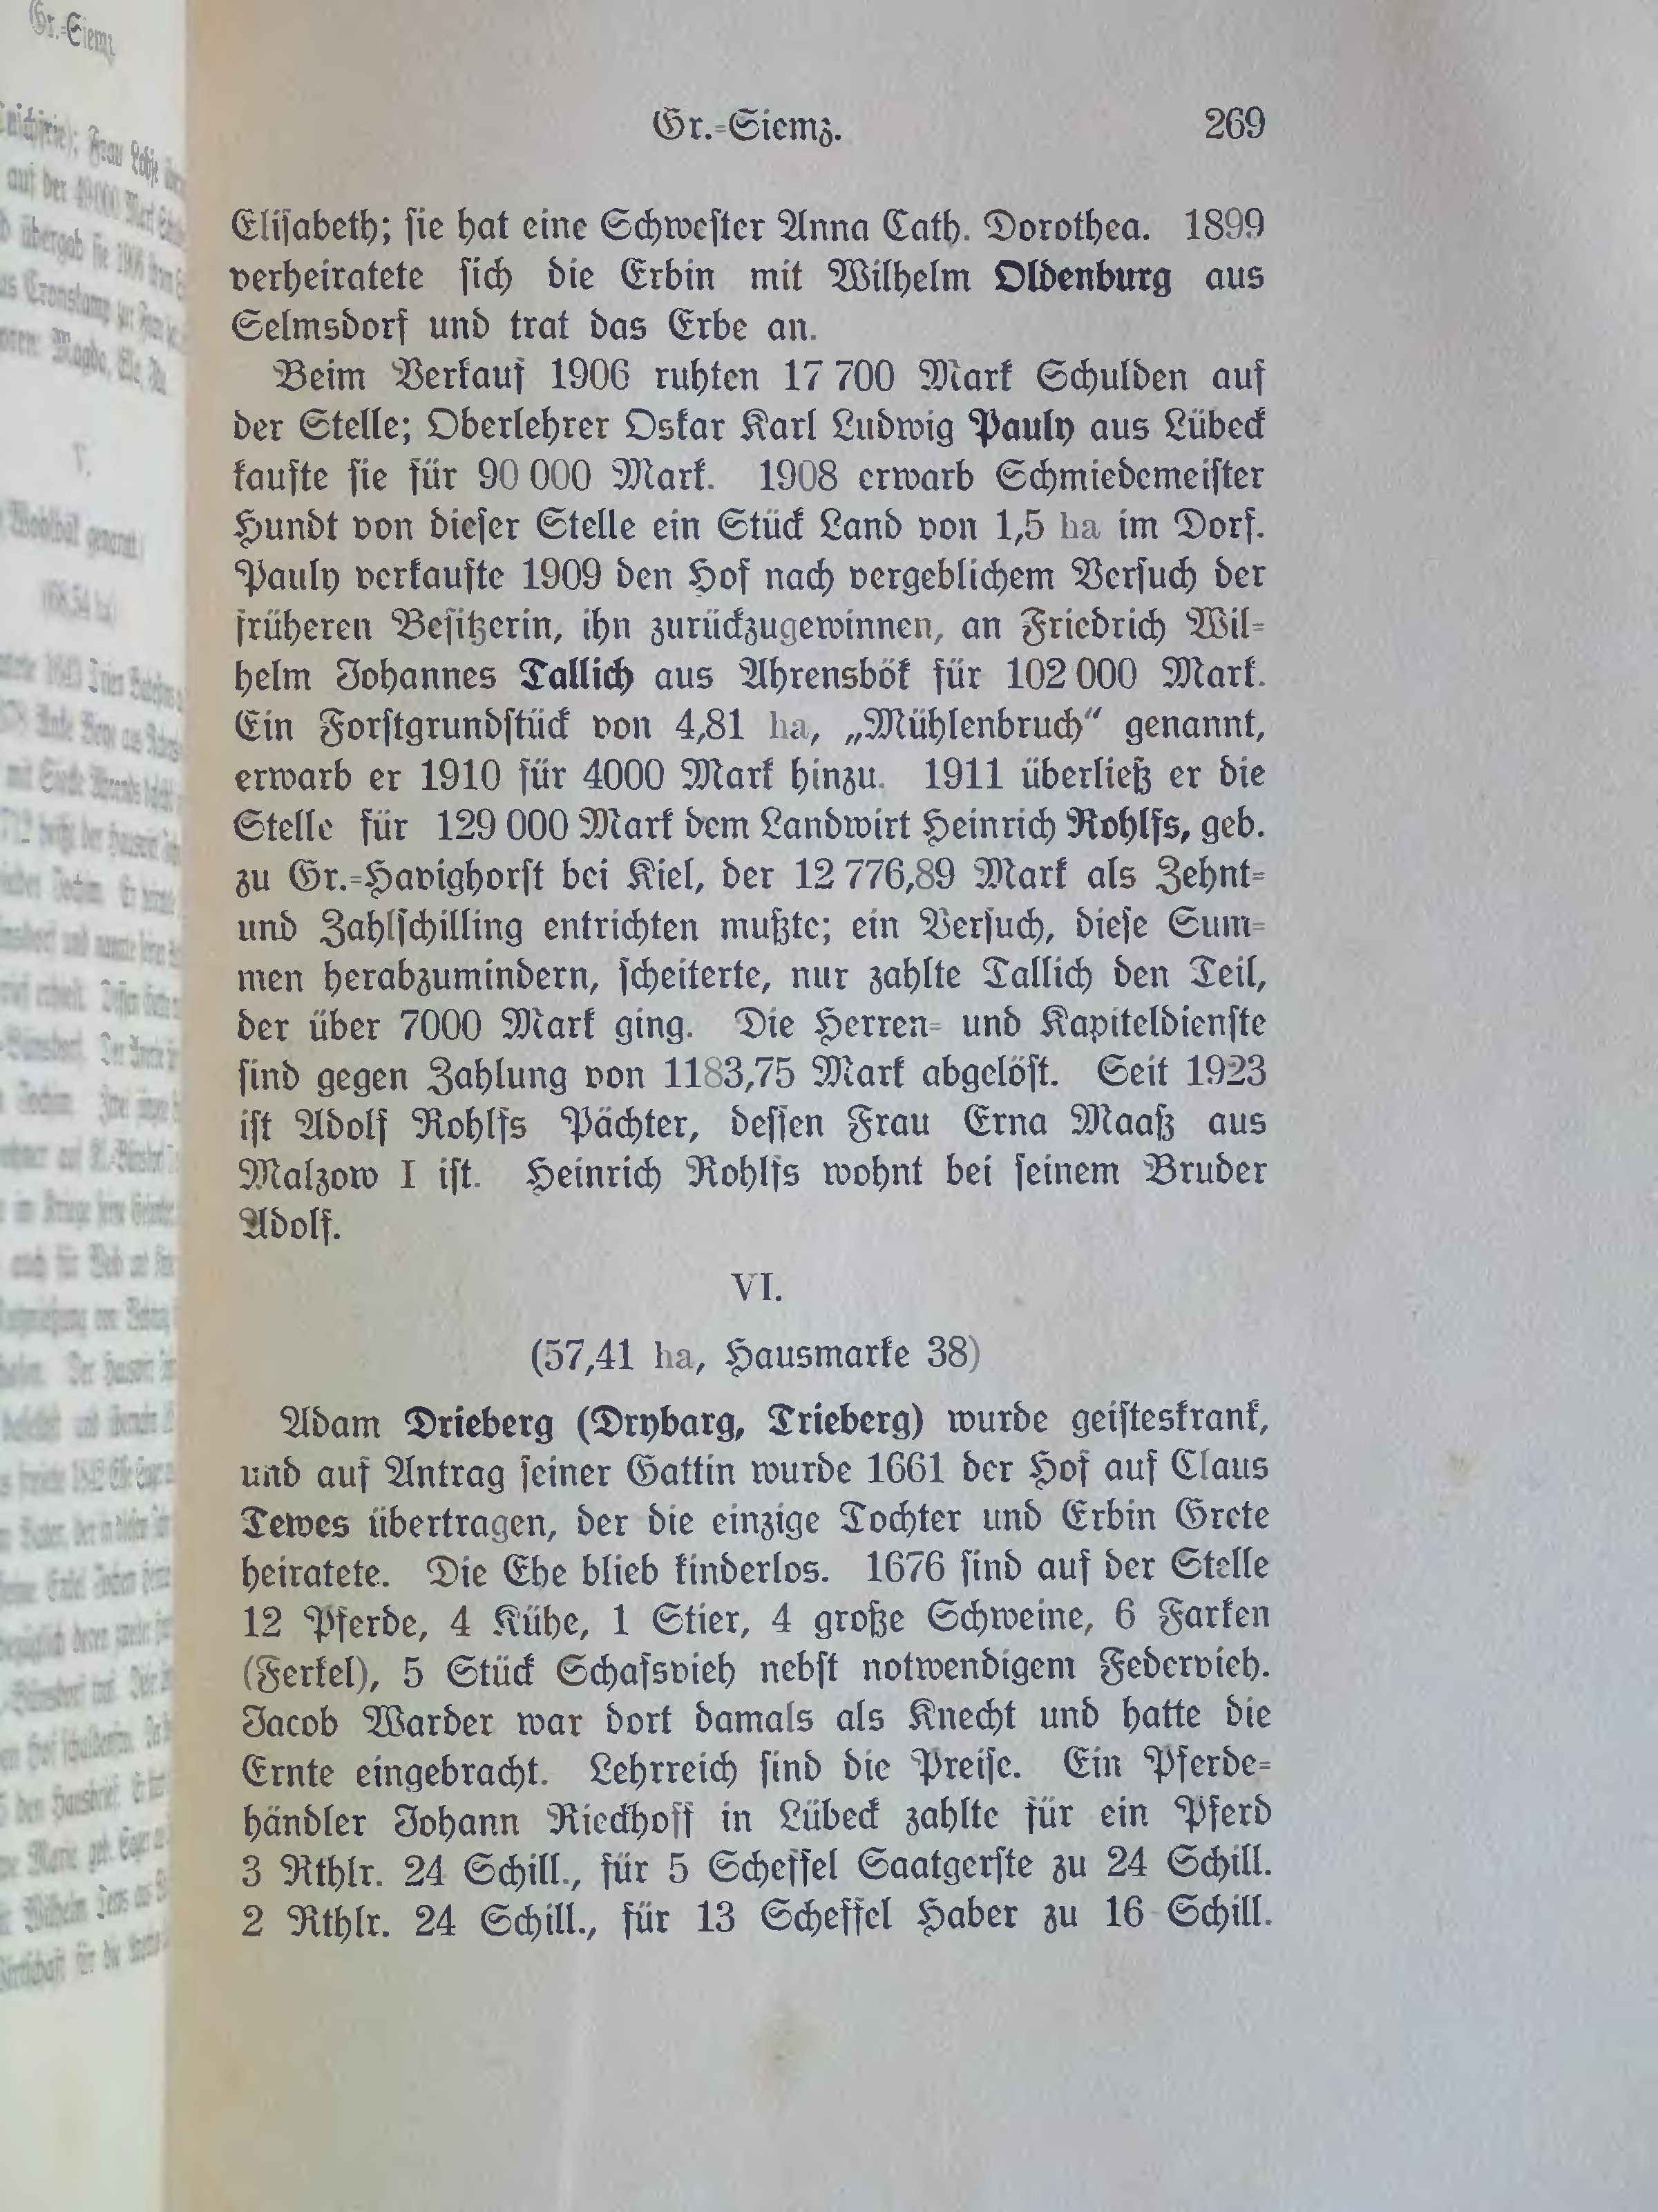 Gr.-Siemz.
269
Elisabeth; sie hat eine Schwester Anna Cath. Dorothea. 1899
verheiratete sich die Erbin mit Wilhelm Oldenburg aus
Selmsdorf und trat das Erbe an.
Beim Verkauf 1906 ruhten 17 700 Mark Schulden auf
der Stelle; Oberlehrer Oskar Karl Ludwig Pauly aus Lübeck
kaufte sie für 90 000 Mark. 1908 erwarb Schmiedemeister
Hundt von dieser Stelle ein Stück Land von 1,5 ha im Dorf.
Pauly verkaufte 1909 den Hof nach vergeblichem Versuch der
früheren Besitzerin, ihn zurückzugewinnen, an Friedrich Wil-
helm Johannes Tallich aus Ahrensbök für 102 000 Mark.
Ein Forstgrundstück von 4,81 ha, „Mühlenbruch“ genannt,
erwarb er 1910 für 4000 Mark hinzu. 1911 überließ er die
Stelle für 129 000 Mark dem Landwirt Heinrich Rohlfs, geb.
zu Gr.-Havighorst bei Kiel, der 12 776,89 Mark als Zehnt-
und Zahlschilling entrichten mußte; ein Versuch, diese Sum-
men herabzumindern, scheiterte, nur zahlte Tallich den Teil,
der über 7000 Mark ging. Die Herren- und Kapiteldienste
sind gegen Zahlung von 1183,75 Mark abgelöst. Seit 1923
ist Adolf Rohlfs Pächter, dessen Frau Erna Maaß aus
Malzow I ist. Heinrich Rohlfs wohnt bei seinem Bruder
Adolf.
VI.
(57,41 ha, Hausmarke 38)
Adam Drieberg (Drybarg, Trieberg) wurde geisteskrank,
und auf Antrag seiner Gattin wurde 1661 der Hof auf Claus
Tewes übertragen, der die einzige Tochter und Erbin Grete
heiratete. Die Ehe blieb kinderlos. 1676 sind auf der Stelle
12 Pferde, 4 Kühe, 1 Stier, 4 große Schweine, 6 Farken
(Ferkel), 5 Stück Schafsvieh nebst notwendigem Federvieh.
Jacob Warder war dort damals als Knecht und hatte die
Ernte eingebracht. Lehrreich sind die Preise. Ein Pferde-
händler Johann Riedhoff in Lübeck zahlte für ein Pferd
3 Rthlr. 24 Schill., für 5 Scheffel Saatgerste zu 24 Schill.
2 Rthlr. 24 Schill., für 13 Scheffel Haber zu 16 Schill.